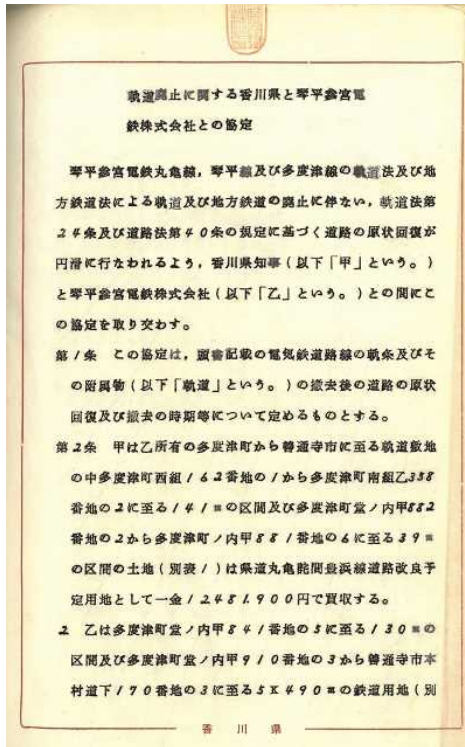 軌道廃止に関する香川県と琴平参宮電
鉄株式会社との協定
琴平参宮電鉄丸亀線，琴平線及び多度津線の軌道法及び地
方鉄道法による軌道及び地方鉄道の廃止に伴ない，軌道法第
24条及び道路法第40条の規定に基づく道路の原状回復が
円滑に行なわれるよう，香川県知事（以下「甲」という。）
と琴平参宮電鉄株式会社（以下「乙」という。）との間にこ
の協定を取り交わす。
第1条　この協定は，頭書記載の電気鉄道路線の軌条及びそ
の附属物（以下「軌道」という。）の撤去後の道路の原状
回復及び撤去の時期等について定めるものとする。
第2条　甲は乙所有の多度津町から善通寺市に至る軌道敷地
の中多度津町西組162番地の1から多度津町南組乙358
番地の2に至る141mの区間及び多度津町堂ノ内甲882
番地の2から多度津町ノ内甲881番地の6に至る39m
の区間の土地（別表1）は県道丸亀詫間豊浜線道路改良予
定用地として一金12481.900円で買収する。
2　乙は多度津町堂ノ内甲841番地の5に至る130mの
区間及び多度津町堂ノ内甲910番地の3から善通寺市本
村道下170番地の3に至る5K490mの鉄道用地（別
香川県